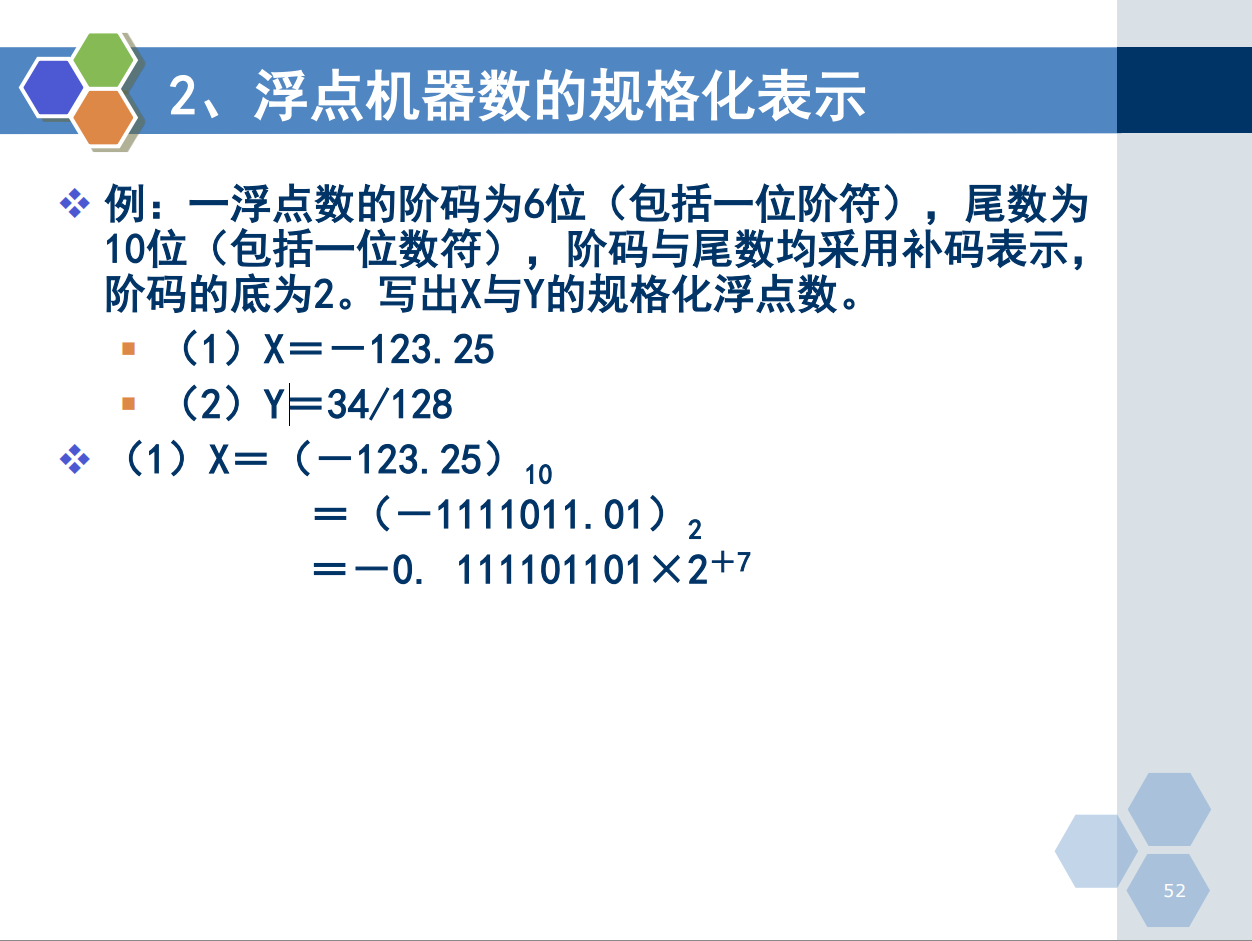 2、浮点机器数的规格化表示
例：一浮点数的阶码为6位（包括一位阶符），尾数为
10位（包括一位数符），阶码与尾数均采用补码表示，
阶码的底为2。写出X与Y的规格化浮点数。
（1）X＝－123.25
（2）Y＝34/128
（1）X＝（－123.25）10
＝（－1111011.01）2
＝－0. 111101101×2＋7
52